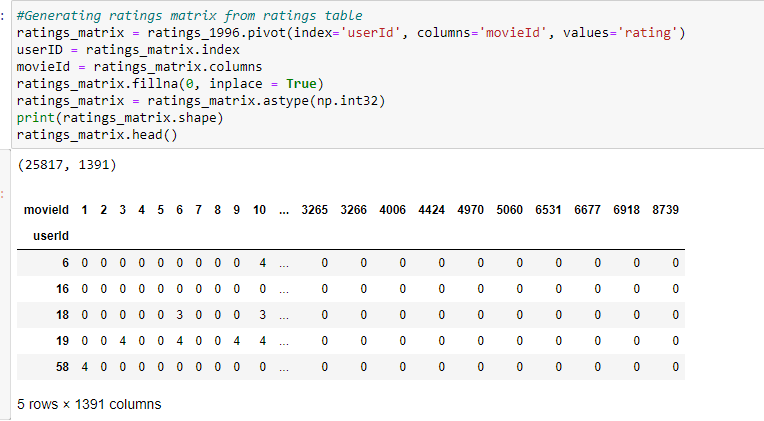 :
#Generating ratings matrix from ratings table
ratings_matrix = ratings_1996.pivot(index='userId', columns='movieId', values='rating')
userID = ratings_matrix.index
movieId = ratings_matrix.columns
ratings_matrix.fillna(0, inplace = True)
ratings_matrix = ratings_matrix.astype(np.int32)
print(ratings_matrix.shape)
ratings_matrix.head()
(25817, 1391)
:
movieId 1 2 3 4 5 6 7 8 9 10 ... 3265 3266 4006 4424 4970 5060 6531 6677 6918 8739
userId
6 0 0 0 0 0 0 0 0 0 4 ... 0 0 0 0 0 0 0 0 0 0
16 0 0 0 0 0 0 0 0 0 0 ... 0 0 0 0 0 0 0 0 0 0
18 0 0 0 0 0 3 0 0 0 3 ... 0 0 0 0 0 0 0 0 0 0
19 0 0 4 0 0 4 0 0 4 4 ... 0 0 0 0 0 0 0 0 0 0
58 4 0 0 0 0 0 0 0 0 0 ... 0 0 0 0 0 0 0 0 0 0
5 rows × 1391 columns